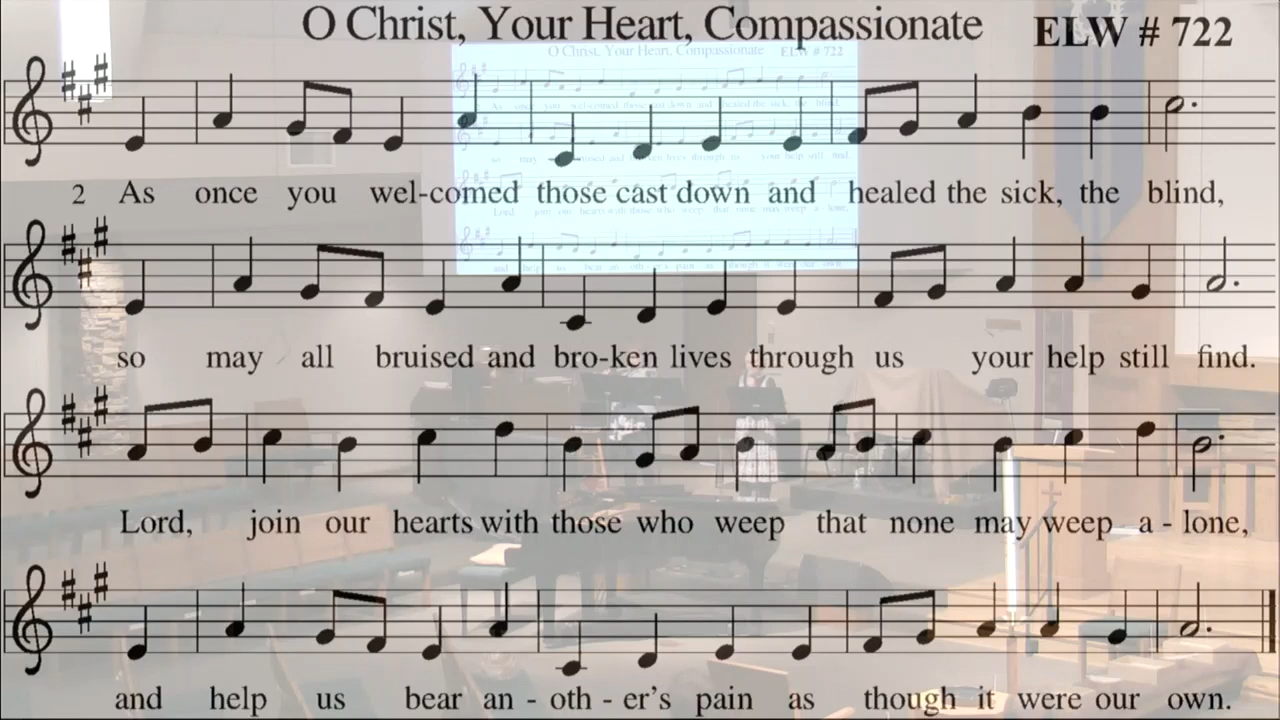 O Christ, Your Heart, Compassionate ELW # 722
2 As once you wel-comed those cast down and healed the sick, the blind,
so may all bruised and bro-ken lives through us your help still find.
Lord, join our hearts with those who weep that none may weep a - lone,
and help us bear an - oth - er's pain as though it were our own.